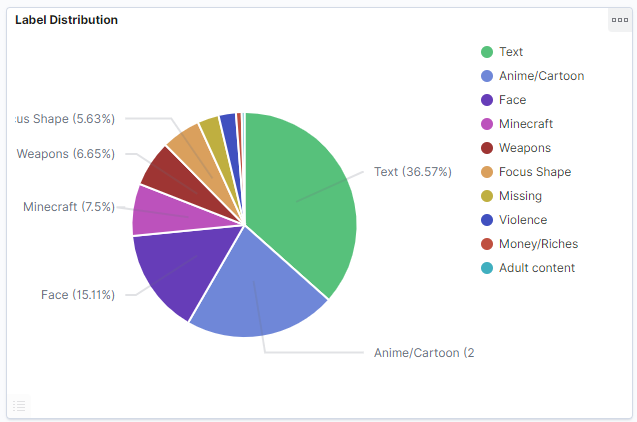 Label Distribution
Text
Anime/Cartoon
Face
Minecraft
Weapons
Focus Shape
Missing
Violence
Money/Riches
Adult content
cus Shape (5.63%)
Weapons (6.65%)
Minecraft (7.5%)
Face (15.11%)
Text (36.57%)
Anime/Cartoon (2